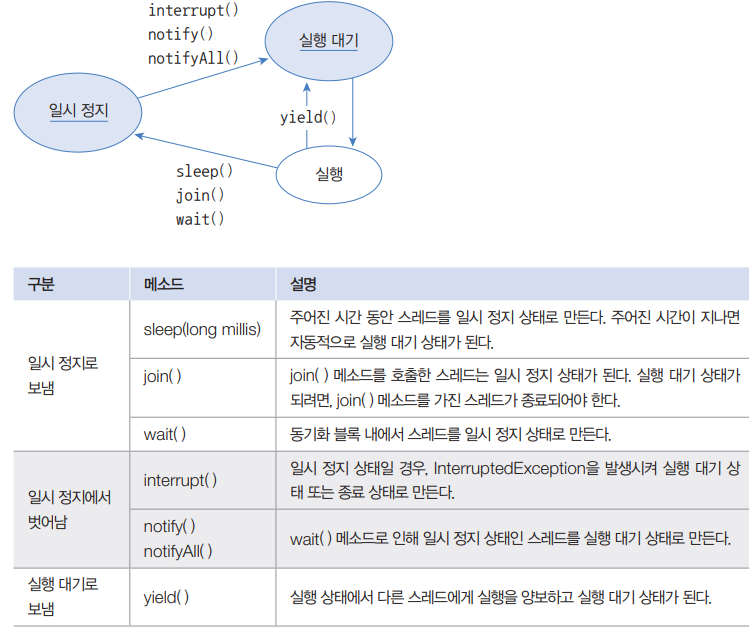 interrupt()
notify()
notifyAll()
실행 대기
일시 정지
yield()
실행
sleep()
join()
wait()
구분 메소드 설명
일시 정지로
보냄
sleep(long millis)
주어진 시간 동안 스레드를 일시 정지 상태로 만든다. 주어진 시간이 지나면
자동적으로 실행 대기 상태가 된다.
join( )
join( ) 메소드를 호출한 스레드는 일시 정지 상태가 된다. 실행 대기 상태가
되려면, join( ) 메소드를 가진 스레드가 종료되어야 한다.
wait( )
동기화 블록 내에서 스레드를 일시 정지 상태로 만든다.
일시 정지에서
벗어남
interrupt( )
일시 정지 상태일 경우, InterruptedException을 발생시켜 실행 대기 상
태 또는 종료 상태로 만든다.
notify( )
notifyAll( )
wait( ) 메소드로 인해 일시 정지 상태인 스레드를 실행 대기 상태로 만든다.
실행 대기로
보냄
yield( )
실행 상태에서 다른 스레드에게 실행을 양보하고 실행 대기 상태가 된다.